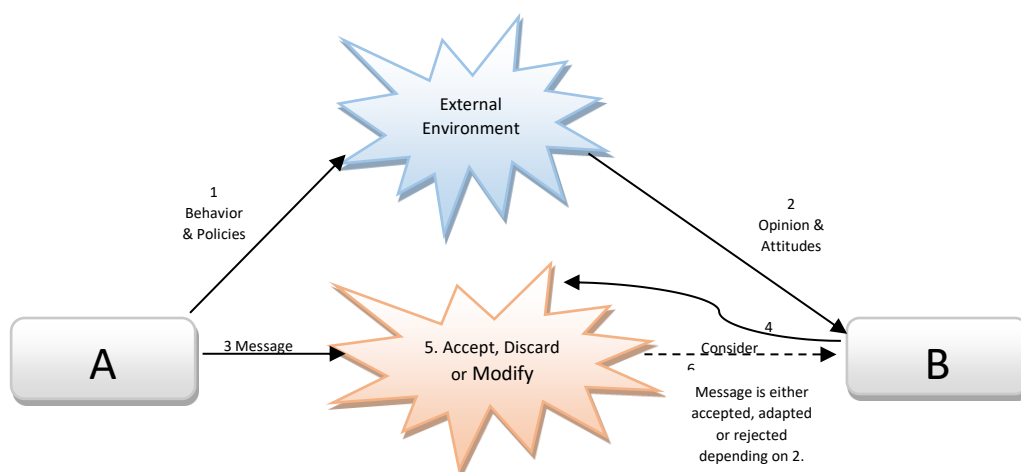 External
Environment
1
Behavior
& Policies
2
Opinion &
Attitudes
A
3 Message
5. Accept, Discard
or Modify
4
Consider
6
B
Message is either
accepted, adapted
or rejected
depending on 2.